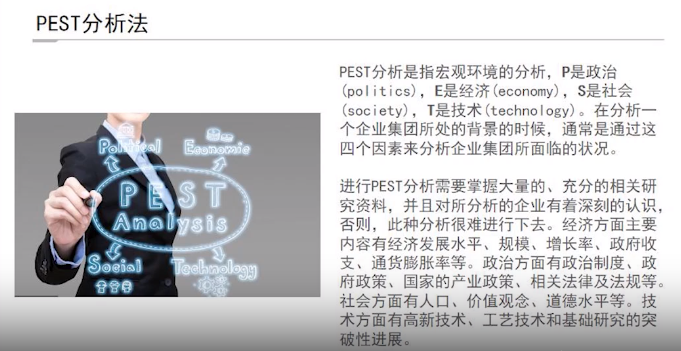 PEST分析法
PEST分析是指宏观环境的分析，P是政治
(politics)，E是经济(economy)，S是社会
(society)，T是技术(technology)。在分析一
个企业集团所处的背景的时候，通常是通过这
四个因素来分析企业集团所面临的状况。
进行PEST分析需要掌握大量的、充分的相关研
究资料，并且对所分析的企业有着深刻的认识，
否则，此种分析很难进行下去。经济方面主要
内容有经济发展水平、规模、增长率、政府收
支、通货膨胀率等。政治方面有政治制度、政
府政策、国家的产业政策、相关法律及法规等。
社会方面有人口、价值观念、道德水平等。技
术方面有高新技术、工艺技术和基础研究的突
破性进展。
Political
Economic
PEST
Analysis
Social
Technology